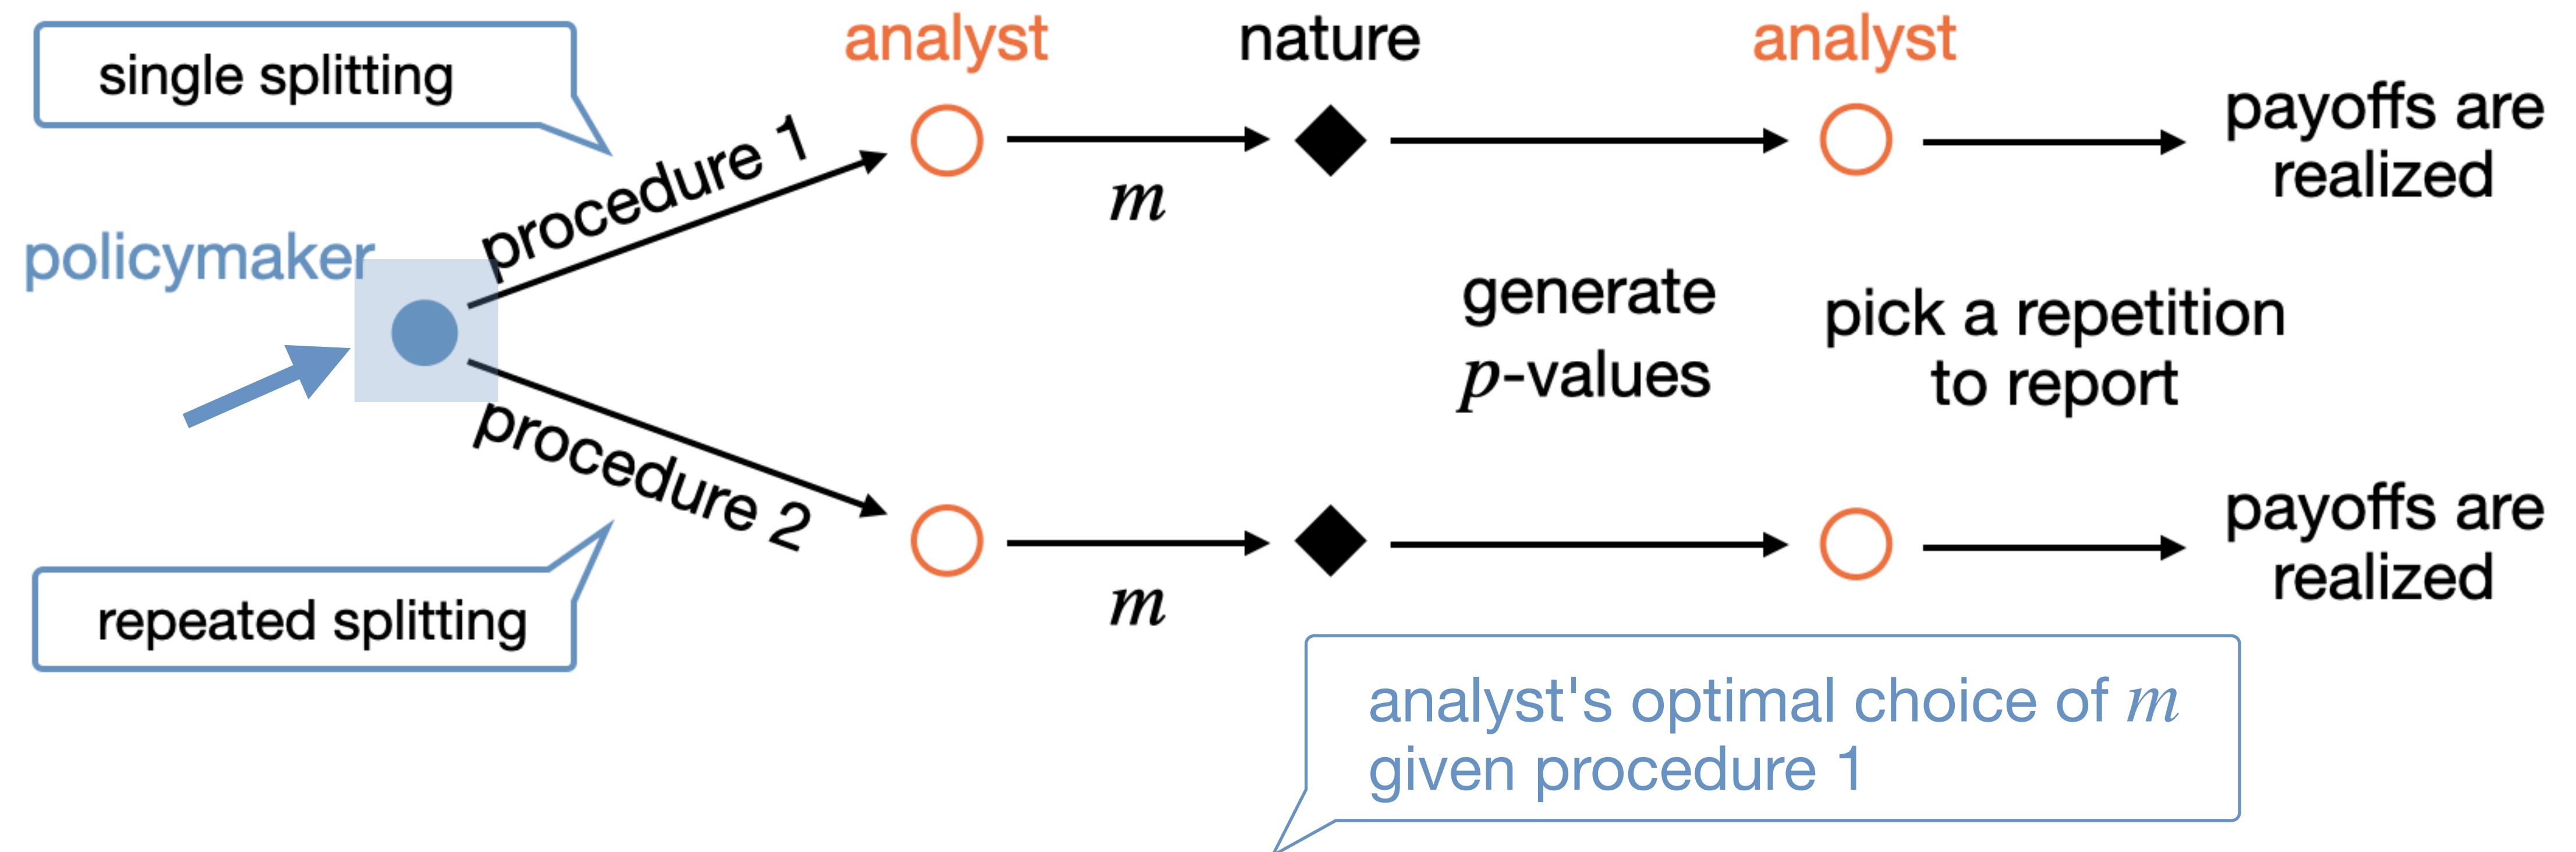 single splitting
analyst
nature
analyst
procedure 1
m
payoffs are
realized
policymaker
generate
p-values
pick a repetition
to report
procedure 2
m
payoffs are
realized
repeated splitting
analyst's optimal choice of m
given procedure 1